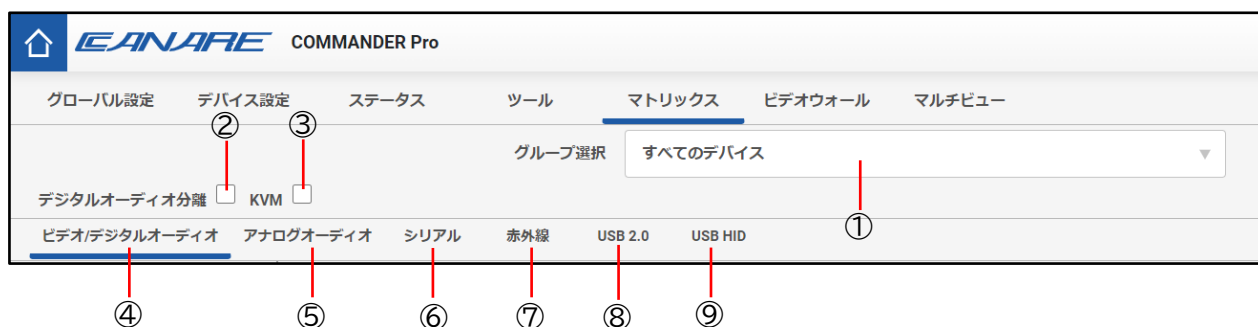 CANARE COMMANDER Pro
グローバル設定 デバイス設定 ステータス ツール マトリックス ビデオウォール マルチビュー
② ③
グループ選択 すべてのデバイス
デジタルオーディオ分離 KVM
①
ビデオ/デジタルオーディオ アナログオーディオ シリアル 赤外線 USB 2.0 USB HID
④ ⑤ ⑥ ⑦ ⑧ ⑨